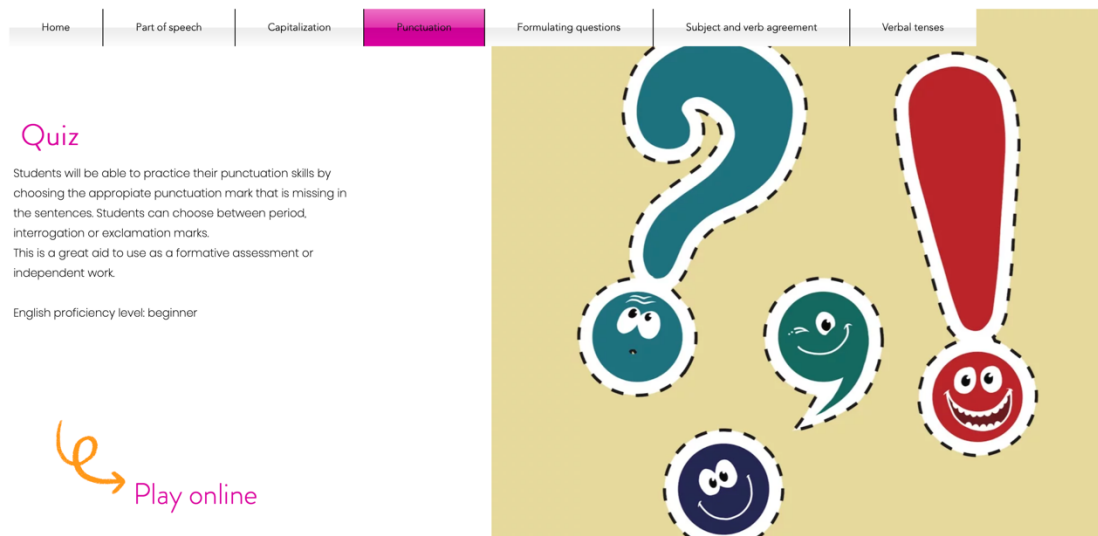 Home
Part of speech
Capitalization
Punctuation
Formulating questions
Subject and verb agreement
Verbal tenses
Quiz
Students will be able to practice their punctuation skills by
choosing the appropiate punctuation mark that is missing in
the sentences. Students can choose between period,
interrogation or exclamation marks.
This is a great aid to use as a formative assessment or
independent work.
English proficiency level: beginner
Play online